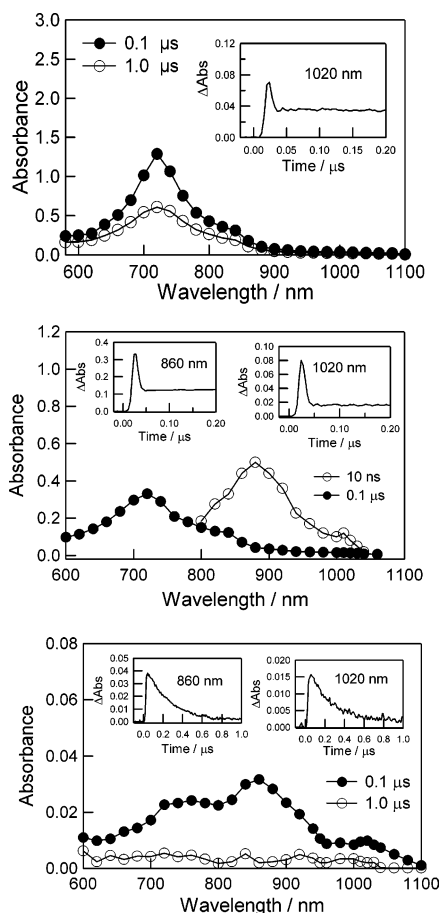 3.0
2.5
2.0
1.5
1.0
0.5
0.0
Absorbance
0.1 µs
1.0 µs
0.12
0.08
0.04
0
ΔAbs
1020 nm
0.00 0.05 0.10 0.15 0.20
Time / µs
600 700 800 900 1000 1100
Wavelength / nm
1.2
1.0
0.8
0.6
0.4
0.2
0.0
Absorbance
0.4
0.3
0.2
0.1
0.0
ΔAbs
860 nm
0.00 0.10 0.20
Time / µs
0.10
0.08
0.06
0.04
0.02
0.00
ΔAbs
1020 nm
0.00 0.10 0.20
Time / µs
10 ns
0.1 µs
600 700 800 900 1000 1100
Wavelength / nm
0.08
0.06
0.04
0.02
0.00
Absorbance
0.05
0.04
0.03
0.02
0.01
0.00
ΔAbs
860 nm
0.0 0.2 0.4 0.6 0.8 1.0
Time / µs
0.020
0.015
0.010
0.005
0.000
ΔAbs
1020 nm
0.0 0.2 0.4 0.6 0.8 1.0
Time / µs
0.1 µs
1.0 µs
600 700 800 900 1000 1100
Wavelength / nm